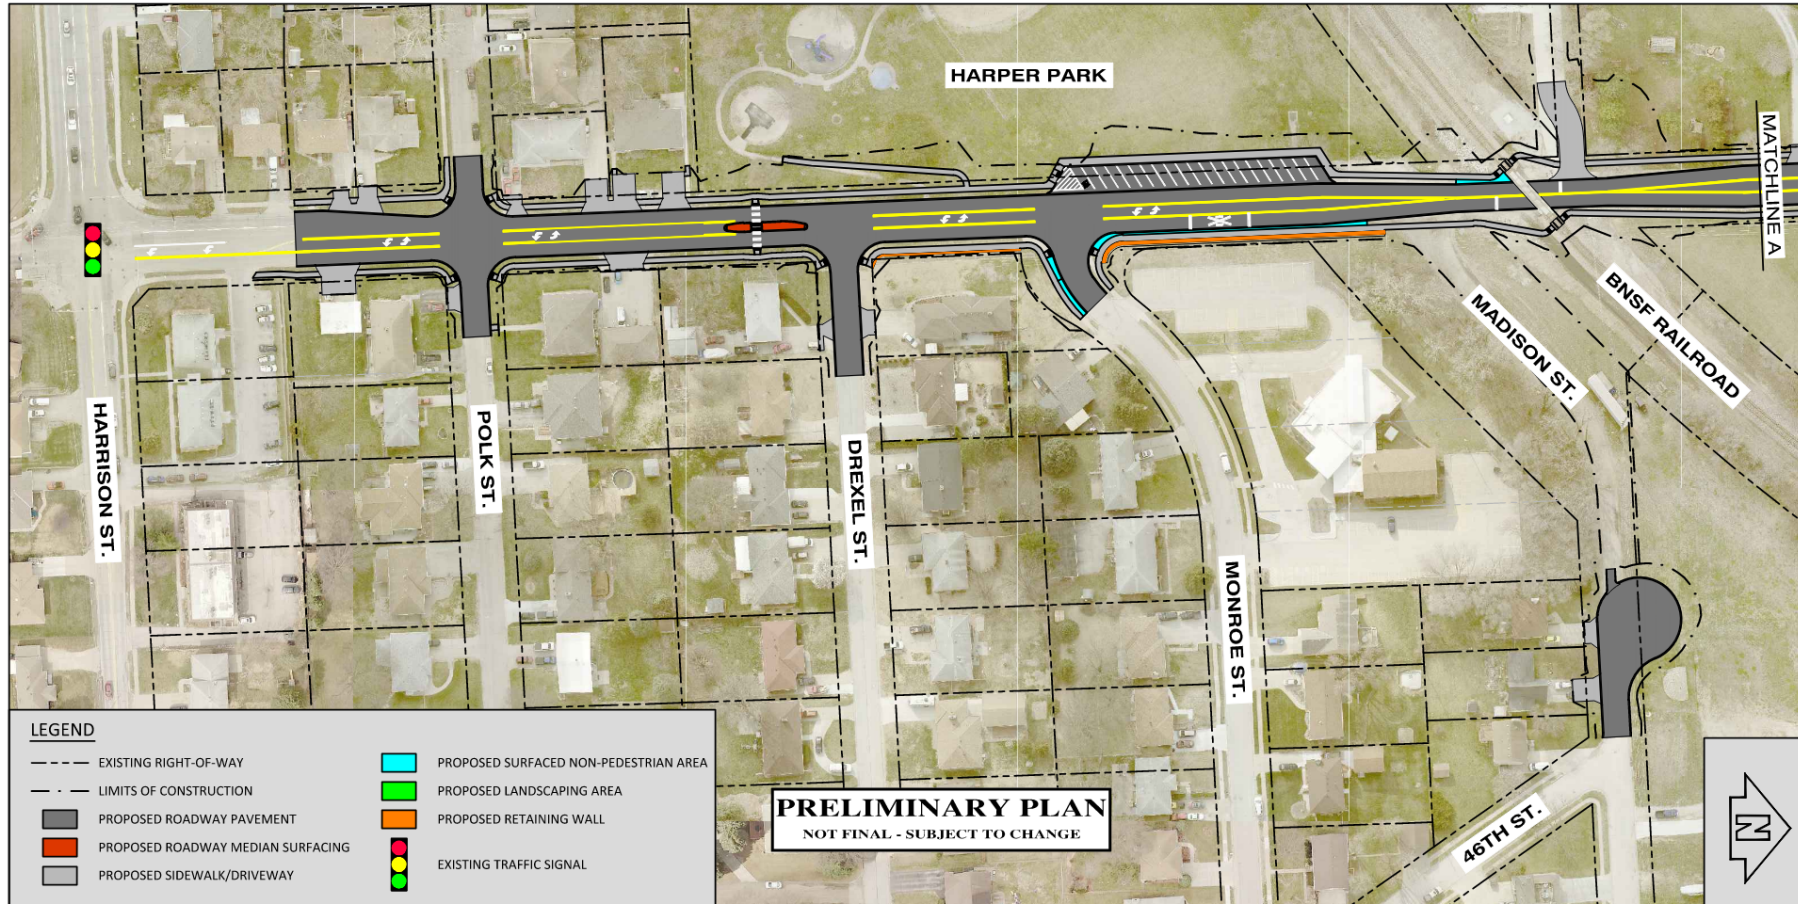 HARPER PARK
MATCHLINE A
BNSF RAILROAD
MADISON ST.
HARRISON ST.
POLK ST.
DREXEL ST.
MONROE ST.
46TH ST.
LEGEND
EXISTING RIGHT-OF-WAY
LIMITS OF CONSTRUCTION
PROPOSED ROADWAY PAVEMENT
PROPOSED ROADWAY MEDIAN SURFACING
PROPOSED SIDEWALK/DRIVEWAY
PROPOSED SURFACED NON-PEDESTRIAN AREA
PROPOSED LANDSCAPING AREA
PROPOSED RETAINING WALL
EXISTING TRAFFIC SIGNAL
PRELIMINARY PLAN
NOT FINAL - SUBJECT TO CHANGE
N